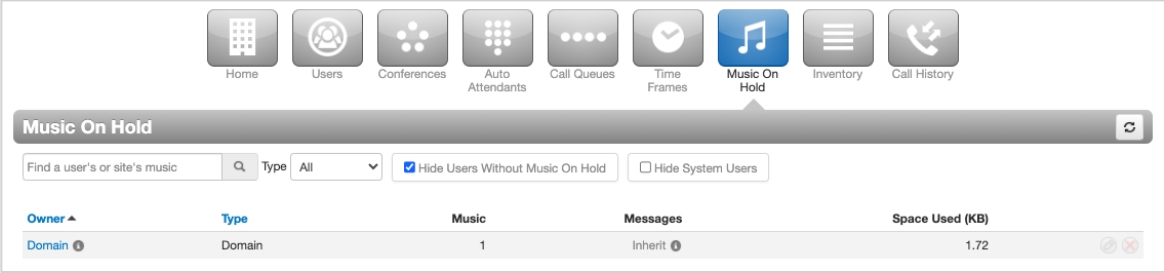 Home Users Conferences Auto Attendants Call Queues Time Frames Music On Hold Inventory Call History
Music On Hold
Find a user's or site's music Type All Hide Users Without Music On Hold Hide System Users
Owner Type Music Messages Space Used (KB)
Domain Domain 1 Inherit 1.72